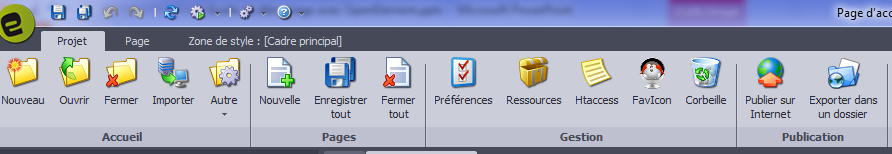 Page d'acc
Projet Page Zone de style : [Cadre principal]
Nouveau Ouvrir Fermer Importer Autre Nouvelle Enregistrer tout Fermer tout Préférences Ressources Htaccess FavIcon Corbeille Publier sur Internet Exporter dans un dossier
Accueil Pages Gestion Publication